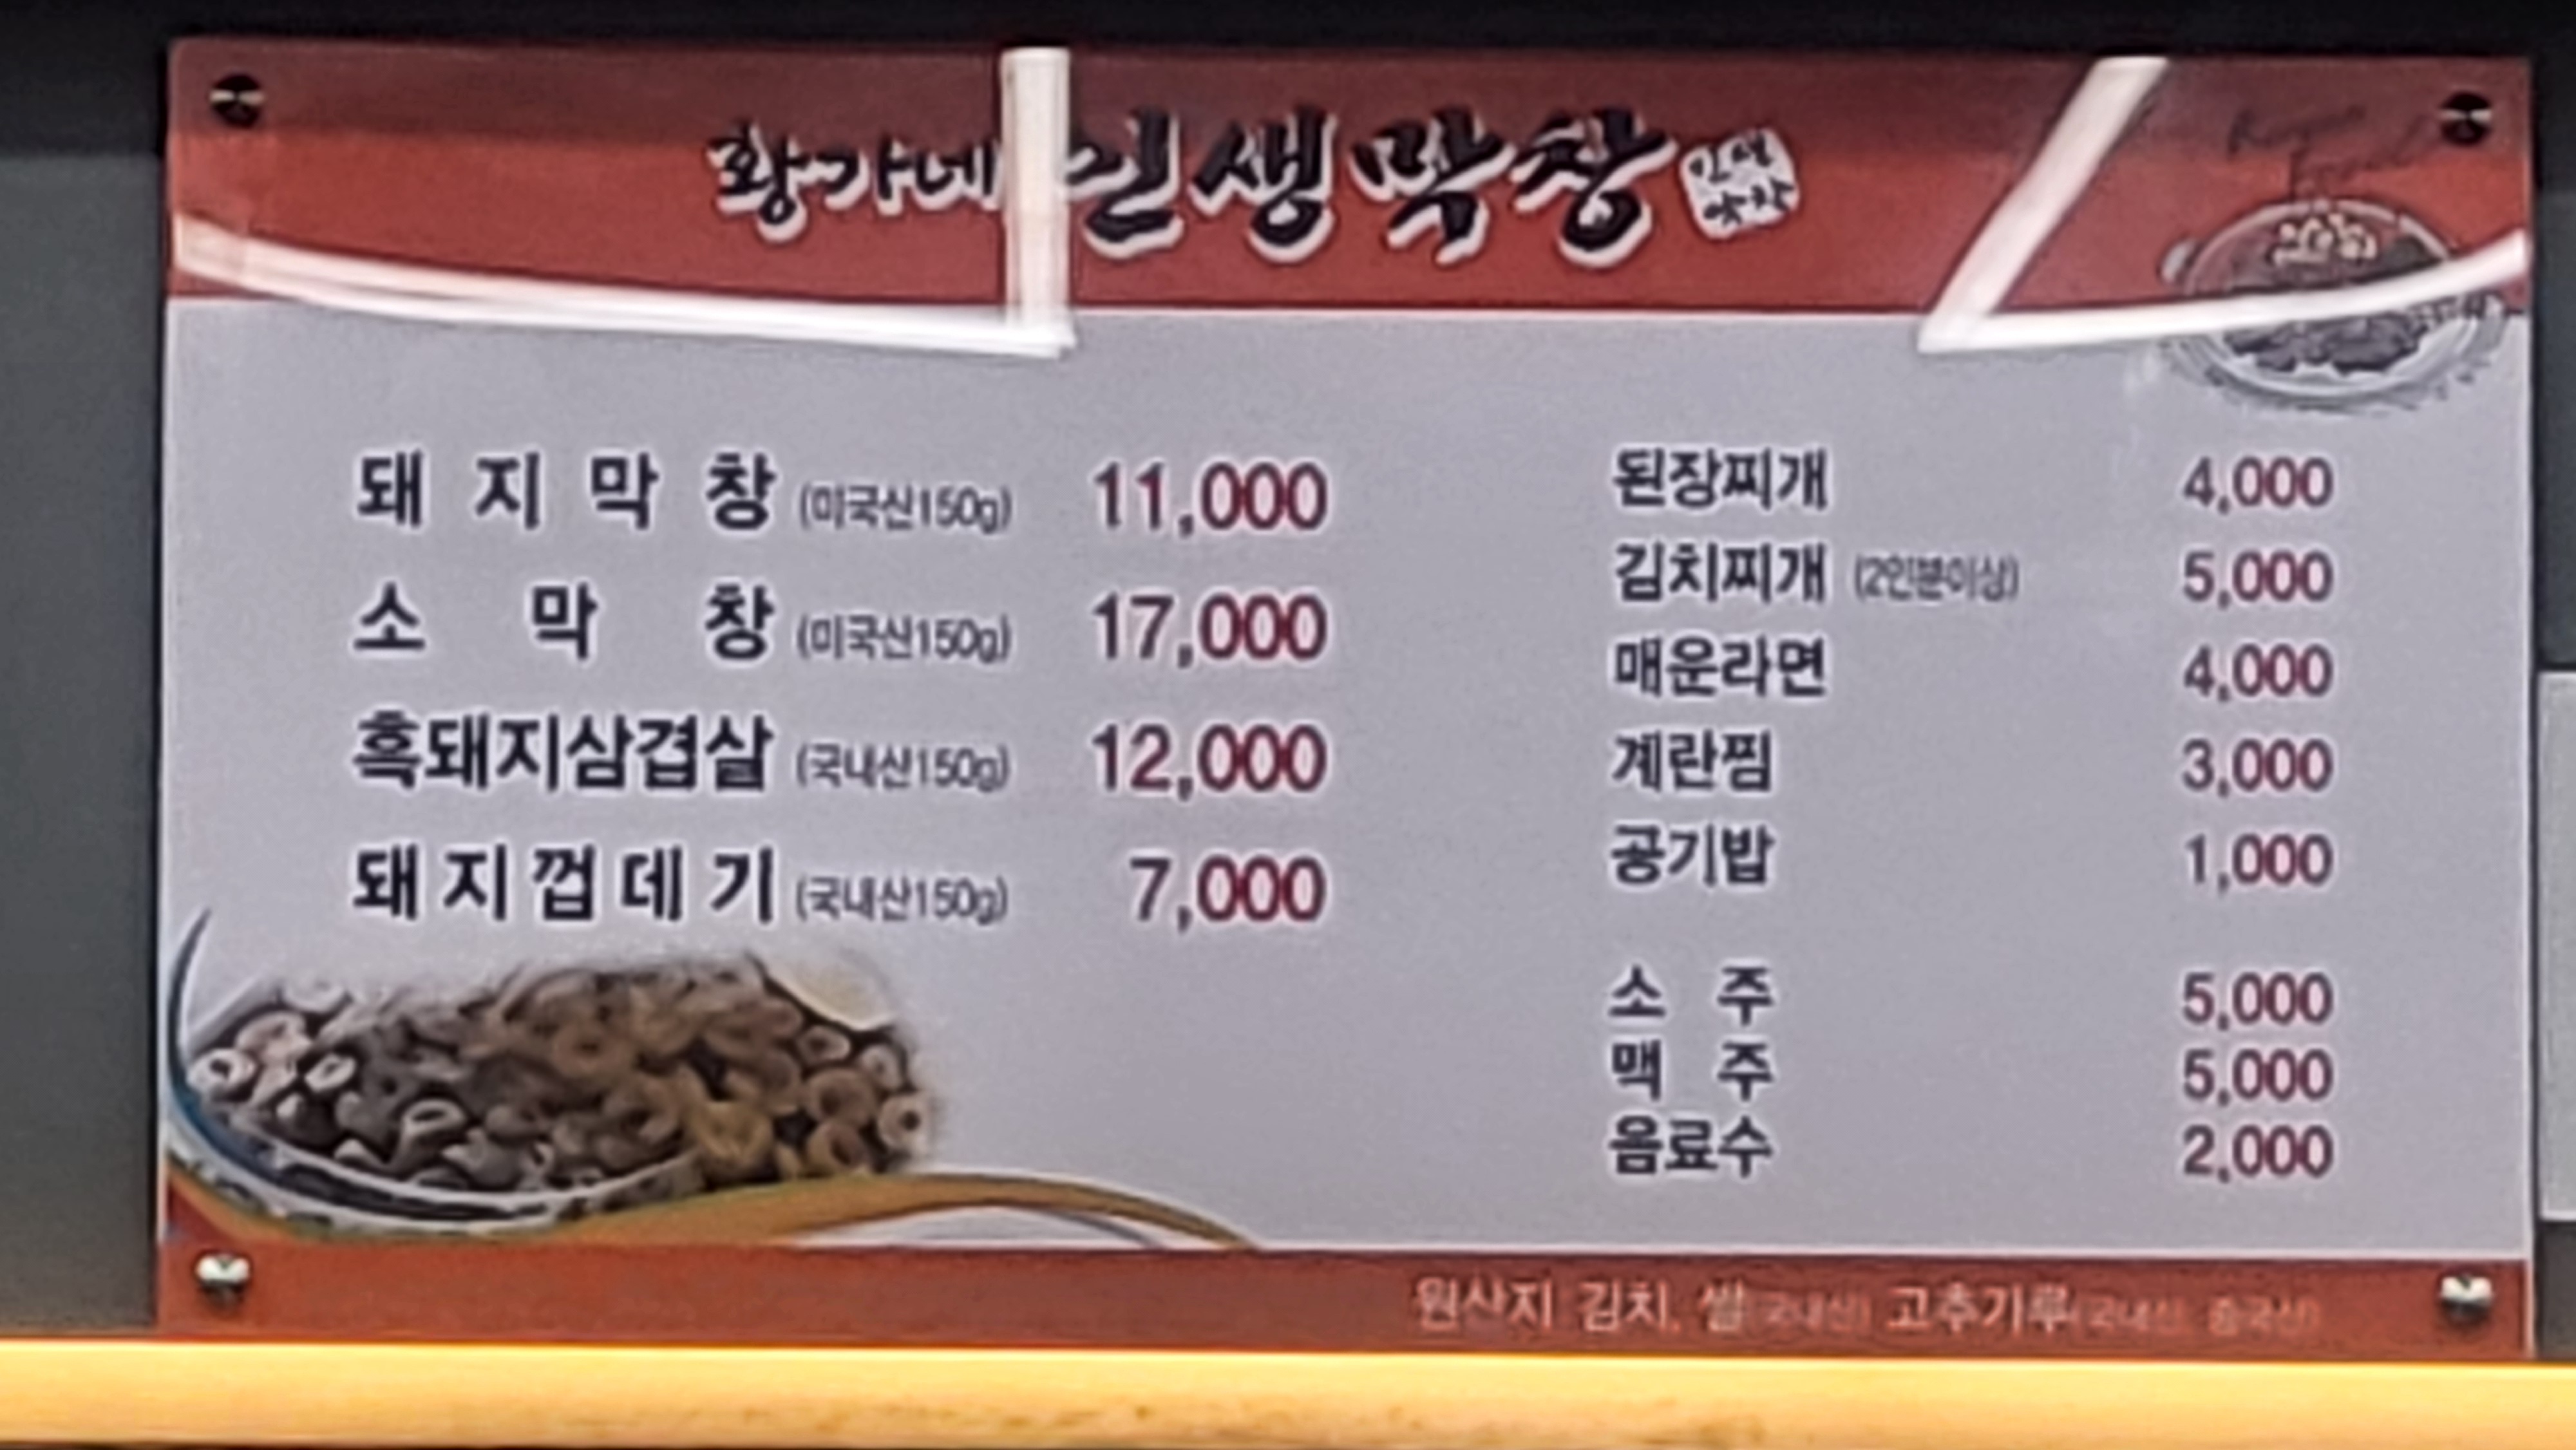 황가네 인생막창 인생막창
돼지막창 (미국산150g) 11,000
소막창 (미국산150g) 17,000
흑돼지삼겹살 (국내산150g) 12,000
돼지껍데기 (국내산150g) 7,000
된장찌개 4,000
김치찌개 (2인분이상) 5,000
매운라면 4,000
계란찜 3,000
공기밥 1,000
소주 5,000
맥주 5,000
음료수 2,000
원산지 김치, 쌀(국내산) 고추가루(국내산, 중국산)